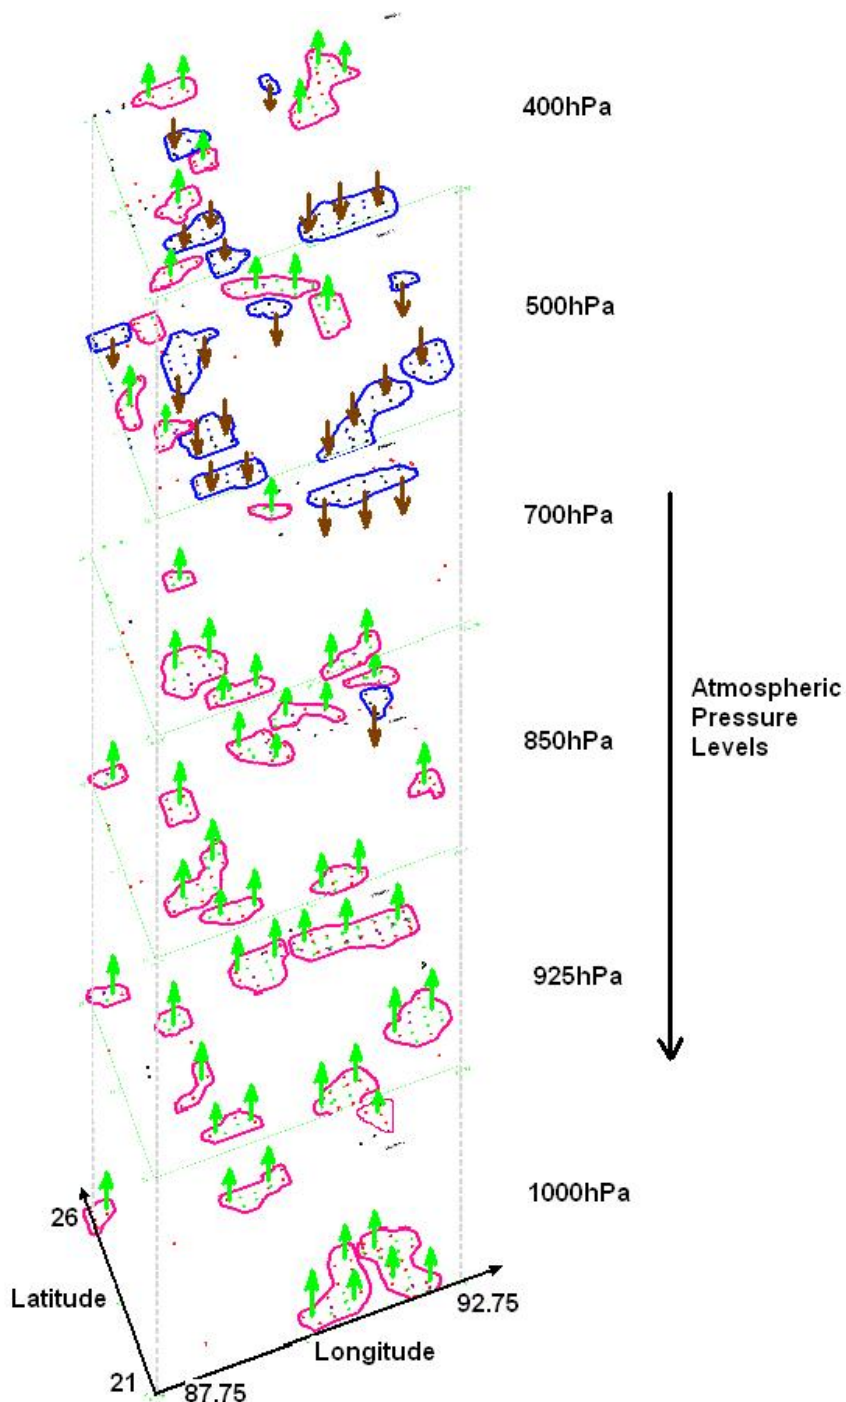 400hPa
500hPa
700hPa
Atmospheric
Pressure
Levels
850hPa
925hPa
1000hPa
26
Latitude
92.75
Longitude
21
87.75